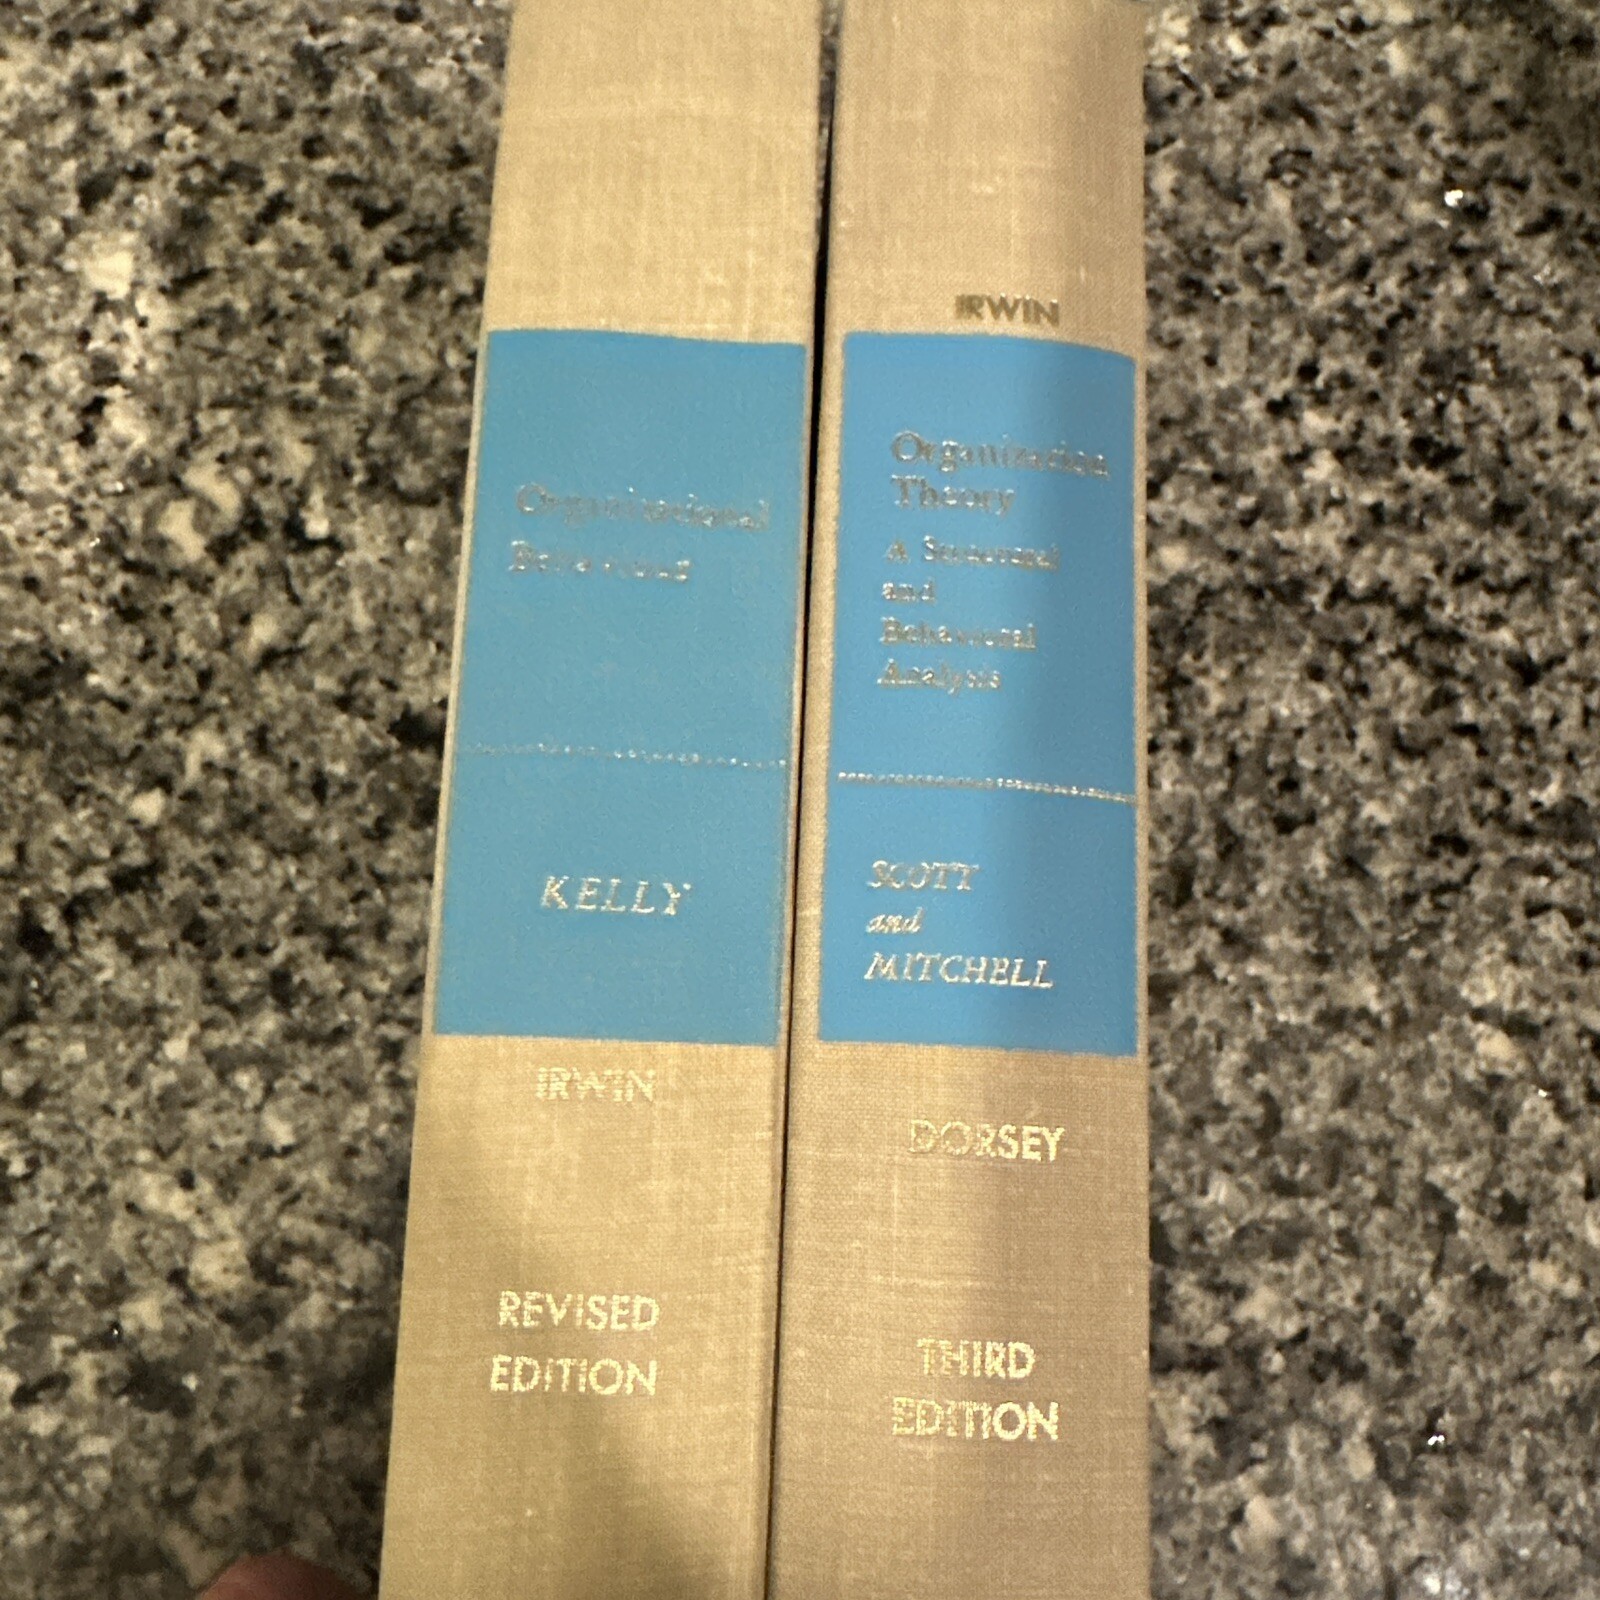 Organizational
Behaviour
KELLY
IRWIN
REVISED
EDITION
IRWIN
Organization
Theory
A Structural
and
Behavioral
Analysis
SCOTT
and
MITCHELL
DORSEY
THIRD
EDITION